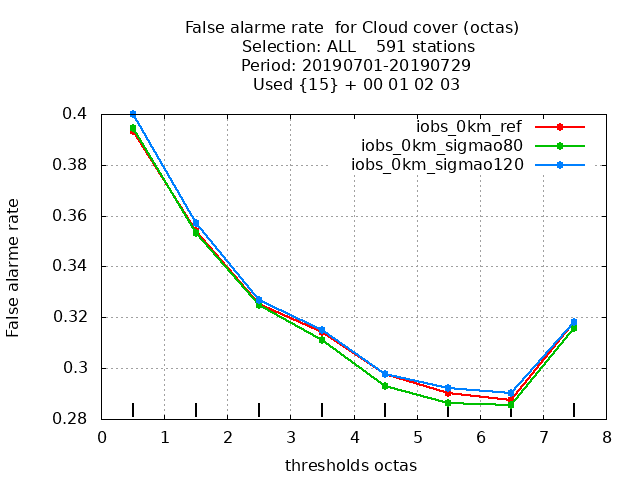 False alarme rate  for Cloud cover (octas)
Selection: ALL    591 stations
Period: 20190701-20190729
Used {15} + 00 01 02 03
iobs_0km_ref
iobs_0km_sigmao80
iobs_0km_sigmao120
False alarme rate
0.4
0.38
0.36
0.34
0.32
0.3
0.28
0 1 2 3 4 5 6 7 8
thresholds octas